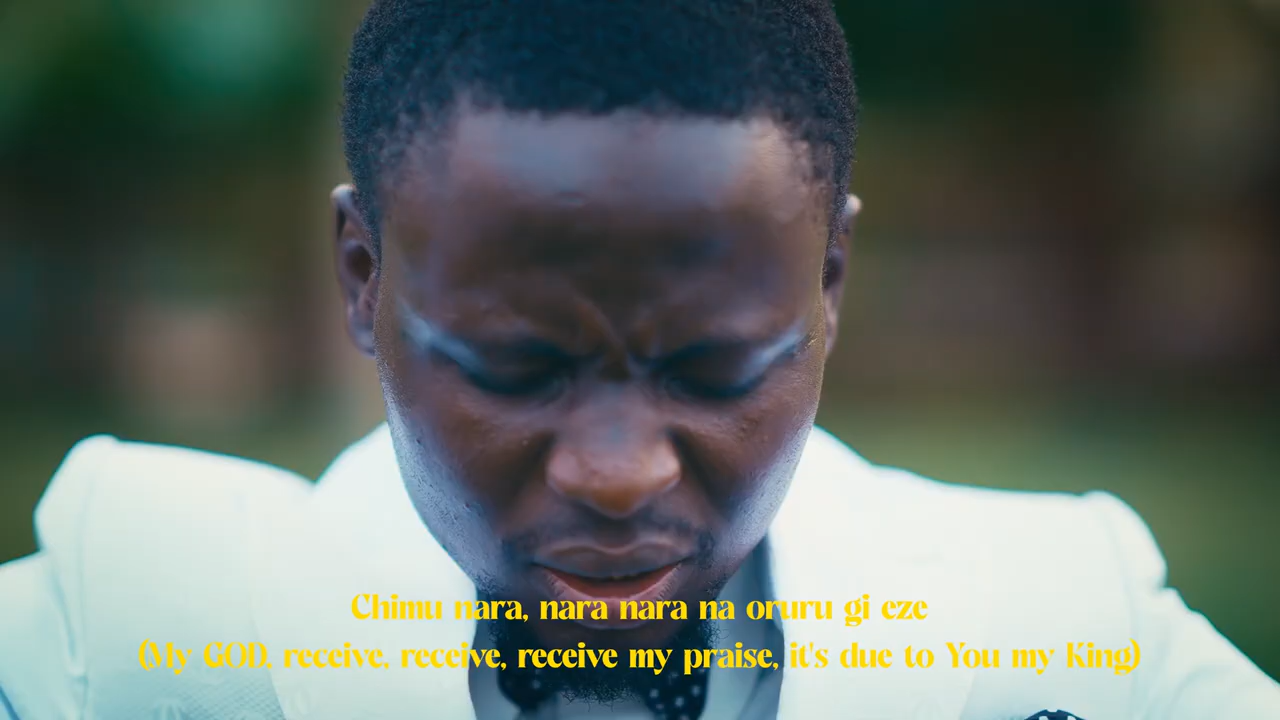 Chimu nara, nara nara na oruru gi eze
(My GOD, receive, receive, receive my praise, it's due to You my King)